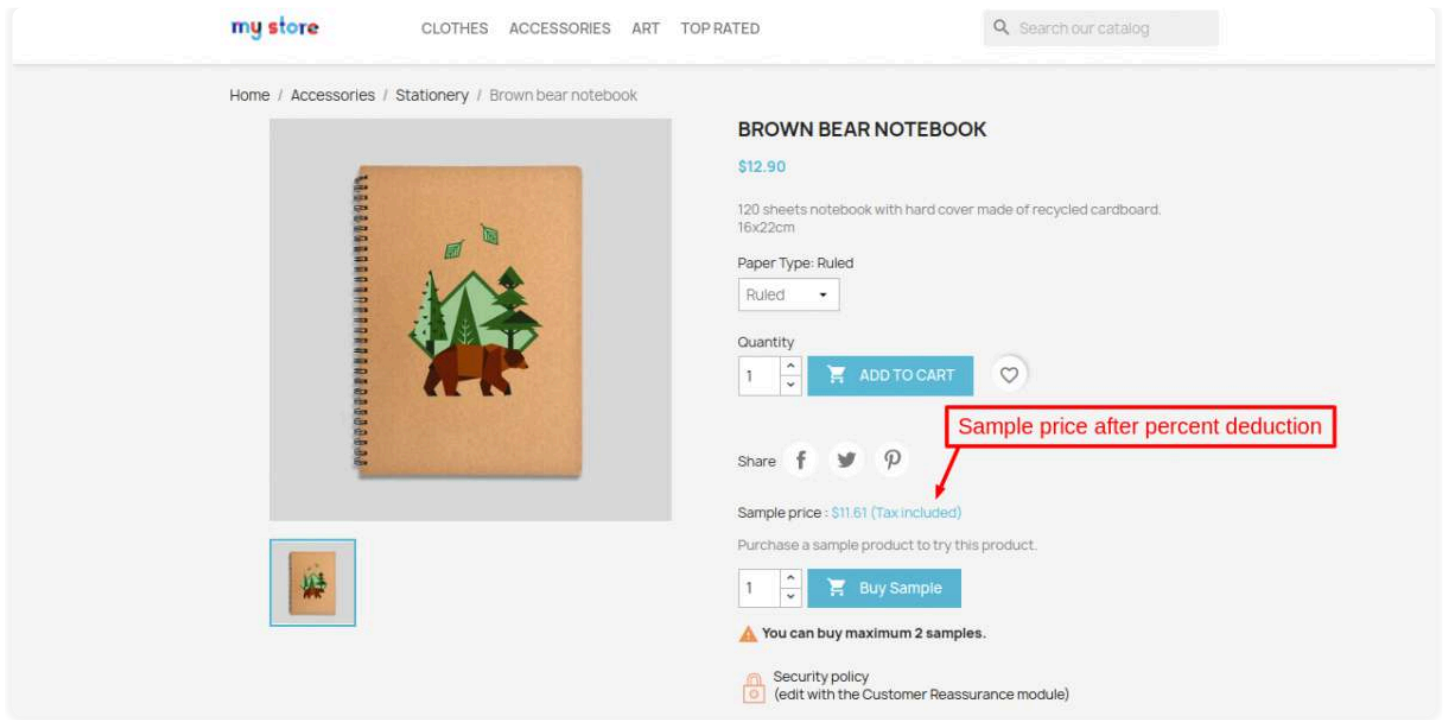 my store
CLOTHES ACCESSORIES ART TOP RATED
Search our catalog
Home / Accessories / Stationery / Brown bear notebook
BROWN BEAR NOTEBOOK
$12.90
120 sheets notebook with hard cover made of recycled cardboard.
16x22cm
Paper Type: Ruled
Ruled
Quantity
1
ADD TO CART
Sample price after percent deduction
Share
Sample price : $11.61 (Tax included)
Purchase a sample product to try this product.
1
Buy Sample
You can buy maximum 2 samples.
Security policy
(edit with the Customer Reassurance module)